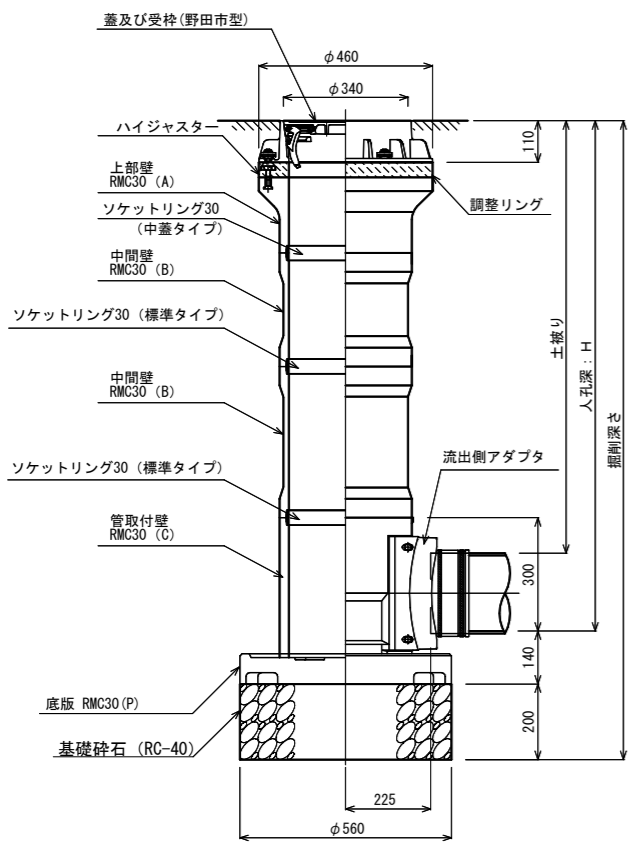 蓋及び受枠(野田市型)
φ460
φ340
ハイジャスター
110
上部壁
RMC30 (A)
調整リング
ソケットリング30
(中蓋タイプ)
中間壁
RMC30 (B)
ソケットリング30 (標準タイプ)
土被り
人孔深:H
掘削深さ
中間壁
RMC30 (B)
流出側アダプタ
ソケットリング30 (標準タイプ)
管取付壁
RMC30 (C)
300
140
底版 RMC30(P)
200
基礎砕石 (RC-40)
225
φ560